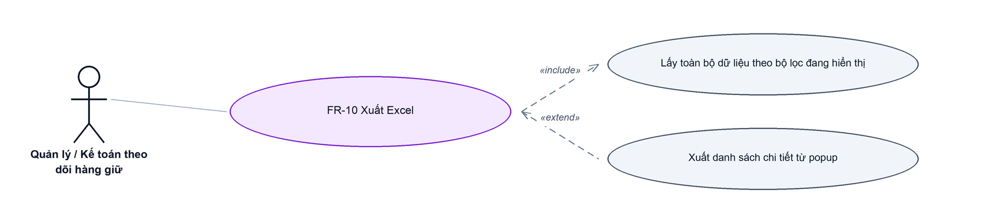 Lấy toàn bộ dữ liệu theo bộ lọc đang hiển thị
«include»
FR-10 Xuất Excel
«extend»
Quản lý / Kế toán theo
dõi hàng giữ
Xuất danh sách chi tiết từ popup